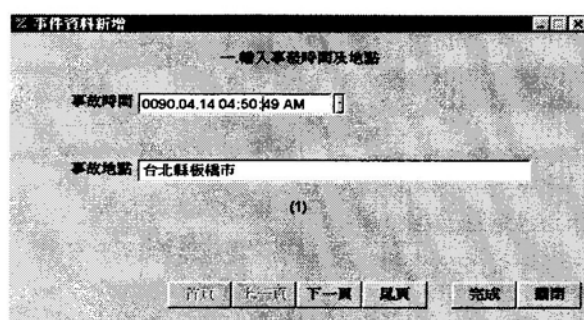 事件資料新增
一.輸入事發時間及地點
事故時間 0090.04.14 04:50:49 AM
事故地點 台北縣板橋市
(1)
首頁 上一頁 下一頁 尾頁 完成 關閉